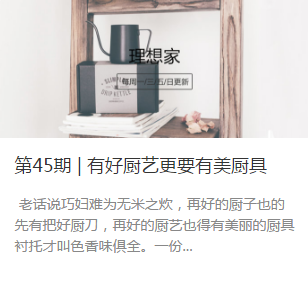 理想家
每周一/三/五/日更新
SHOP KETTLE
第45期 | 有好厨艺更要有美厨具
老话说巧妇难为无米之炊，再好的厨子也的
先有把好厨刀，再好的厨艺也得有美丽的厨具
衬托才叫色香味俱全。一份...